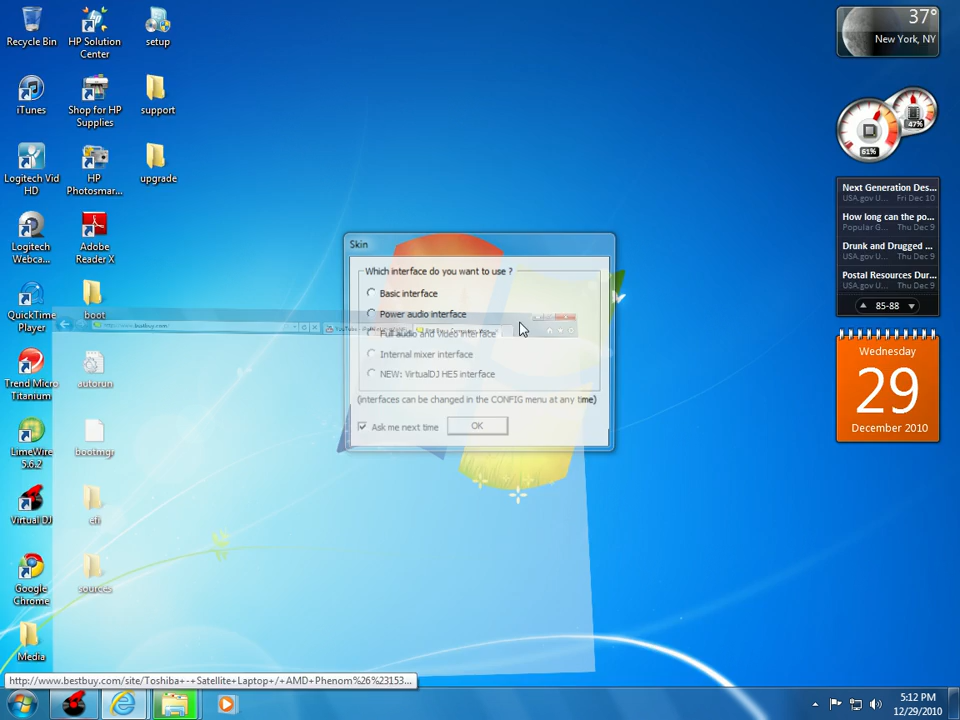 Recycle Bin
HP Solution
Center
setup
iTunes
Shop for HP
Supplies
support
Logitech Vid
HD
HP
Photosmar...
upgrade
Logitech
Webca...
Adobe
Reader X
QuickTime
Player
boot
Trend Micro
Titanium
autorun
LimeWire
5.6.2
bootmgr
Virtual DJ
efi
Google
Chrome
sources
Media
Skin
Which interface do you want to use ?
Basic interface
Power audio interface
Full audio and video interface
Internal mixer interface
NEW: VirtualDJ HE5 interface
(interfaces can be changed in the CONFIG menu at any time)
Ask me next time
OK
http://www.bestbuy.com/
37°
New York, NY
47%
61%
Next Generation Des...
USA.gov U... Fri Dec 10
How long can the po...
Popular G... Thu Dec 9
Drunk and Drugged ...
USA.gov U... Thu Dec 9
Postal Resources Dur...
USA.gov U... Thu Dec 9
85-88
Wednesday
29
December 2010
http://www.bestbuy.com/site/Toshiba+-+Satellite+Laptop+/+AMD+Phenom%26%23153...
5:12 PM
12/29/2010